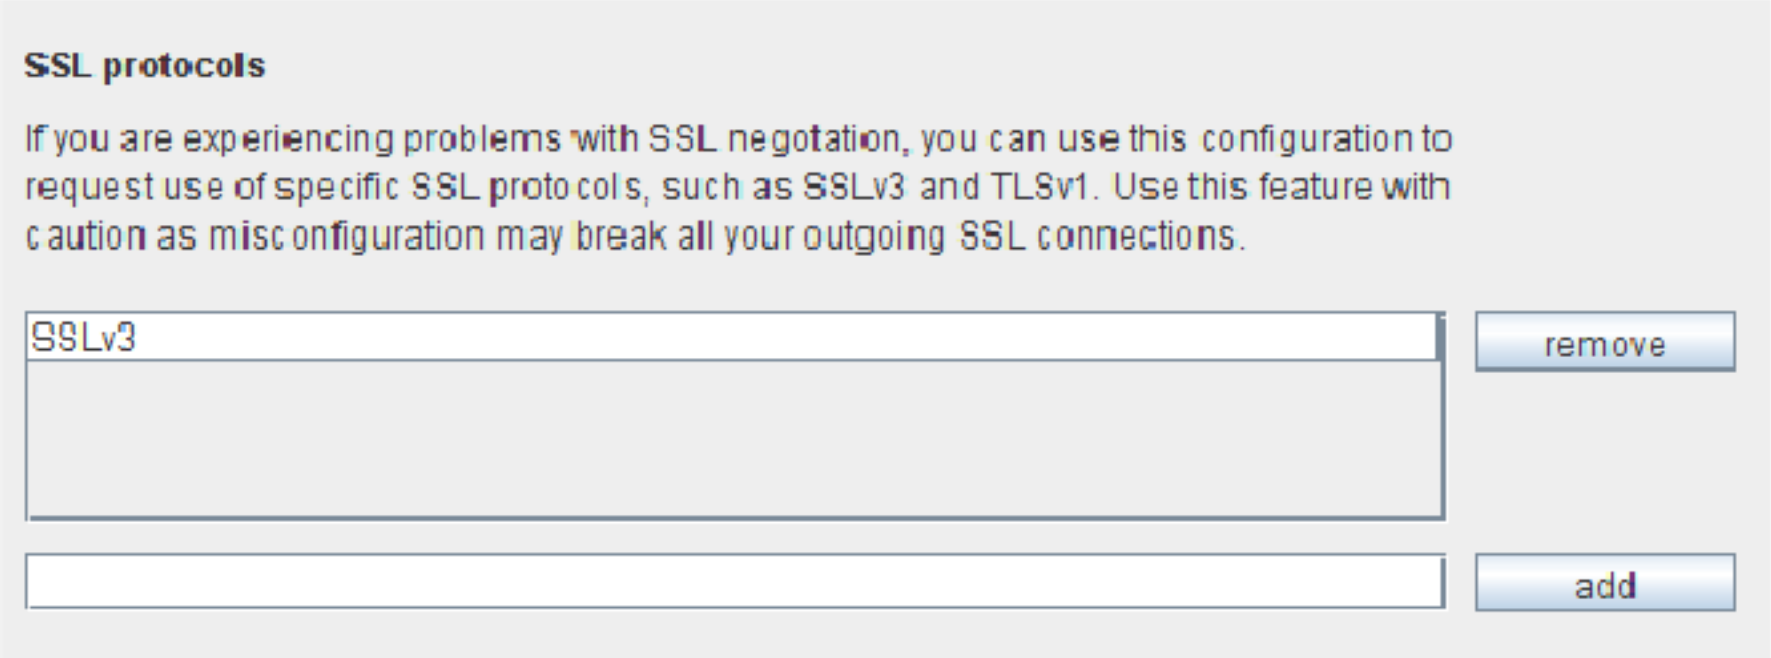 SSL protocols
If you are experiencing problems with SSL negotation, you can use this configuration to
request use of specific SSL protocols, such as SSLv3 and TLSv1. Use this feature with
caution as misconfiguration may break all your outgoing SSL connections.
SSLv3
remove
add